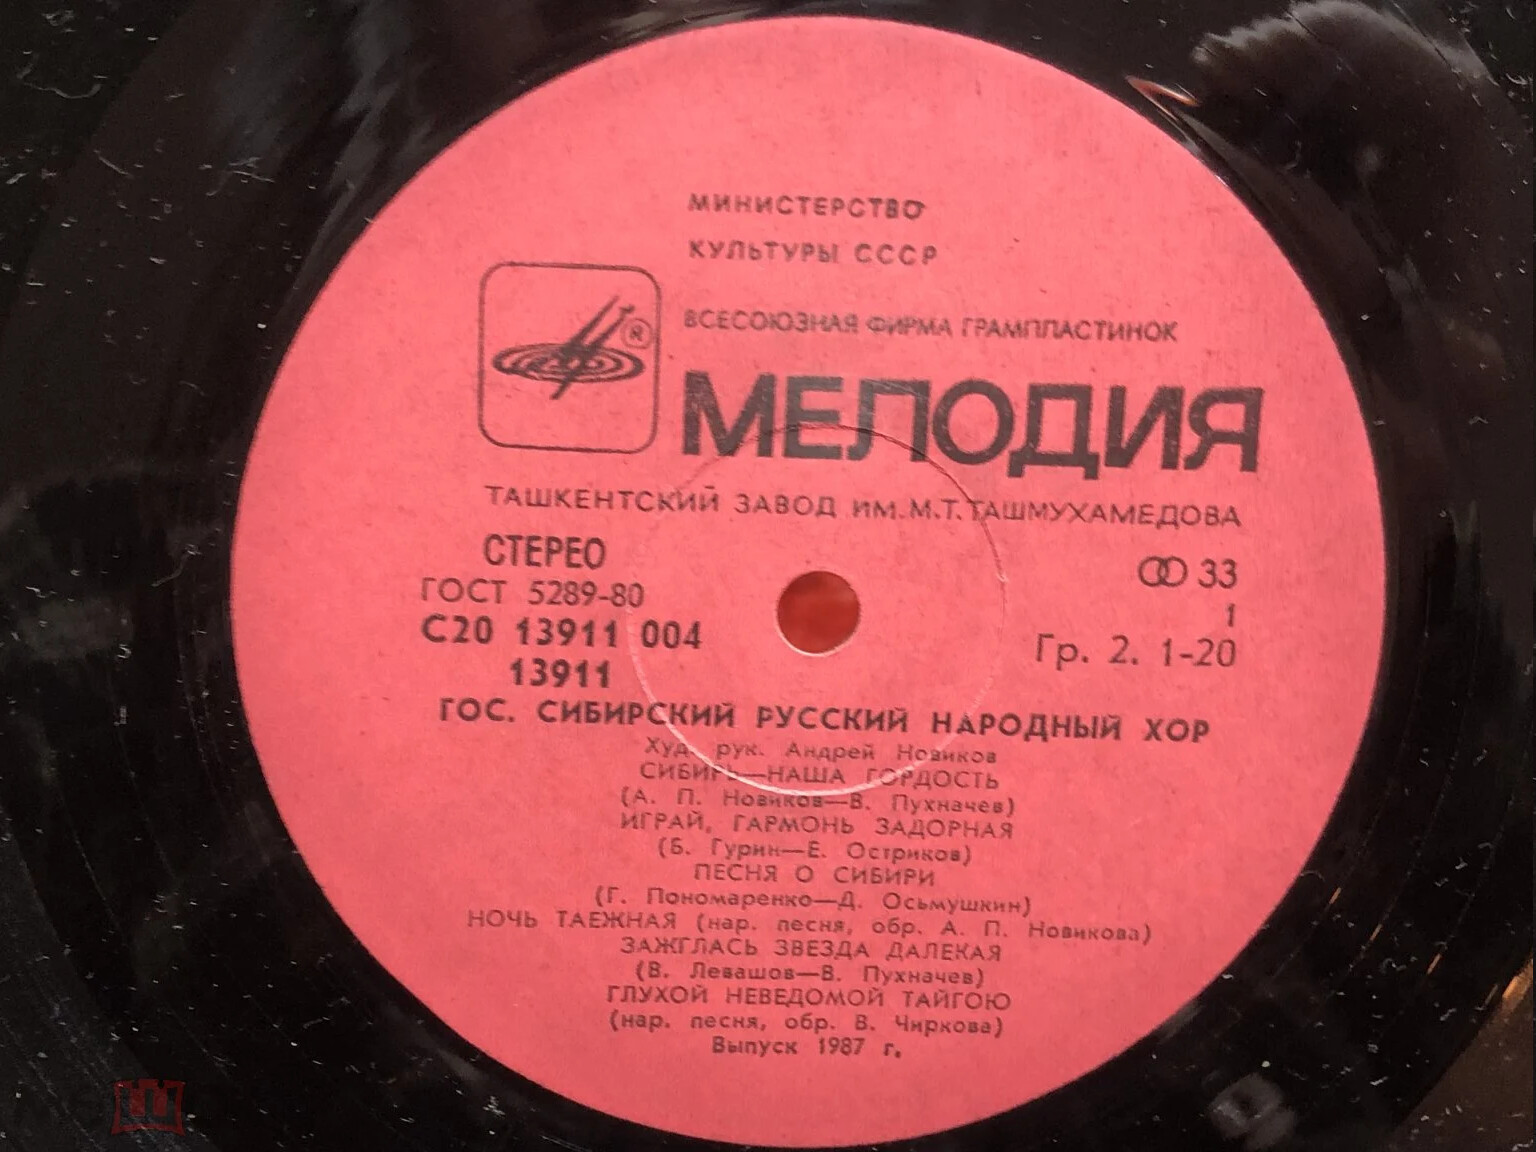 МИНИСТЕРСТВО
КУЛЬТУРЫ СССР
ВСЕСОЮЗНАЯ ФИРМА ГРАМПЛАСТИНОК
®
МЕЛОДИЯ
ТАШКЕНТСКИЙ ЗАВОД ИМ.М.Т.ТАШМУХАМЕДОВА
СТЕРЕО
ГОСТ 5289-80
С20 13911 004
13911
33
1
Гр. 2. 1-20
ГОС. СИБИРСКИЙ РУССКИЙ НАРОДНЫЙ ХОР
Худ. рук. Андрей Новиков
СИБИРЬ—НАША ГОРДОСТЬ
(А. П. Новиков—В. Пухначев)
ИГРАЙ, ГАРМОНЬ ЗАДОРНАЯ
(Б. Гурин—Е. Остриков)
ПЕСНЯ О СИБИРИ
(Г. Пономаренко—Д. Осьмушкин)
НОЧЬ ТАЕЖНАЯ (нар. песня, обр. А. П. Новикова)
ЗАЖГЛАСЬ ЗВЕЗДА ДАЛЕКАЯ
(В. Левашов—В. Пухначев)
ГЛУХОЙ НЕВЕДОМОЙ ТАЙГОЮ
(нар. песня, обр. В. Чиркова)
Выпуск 1987 г.